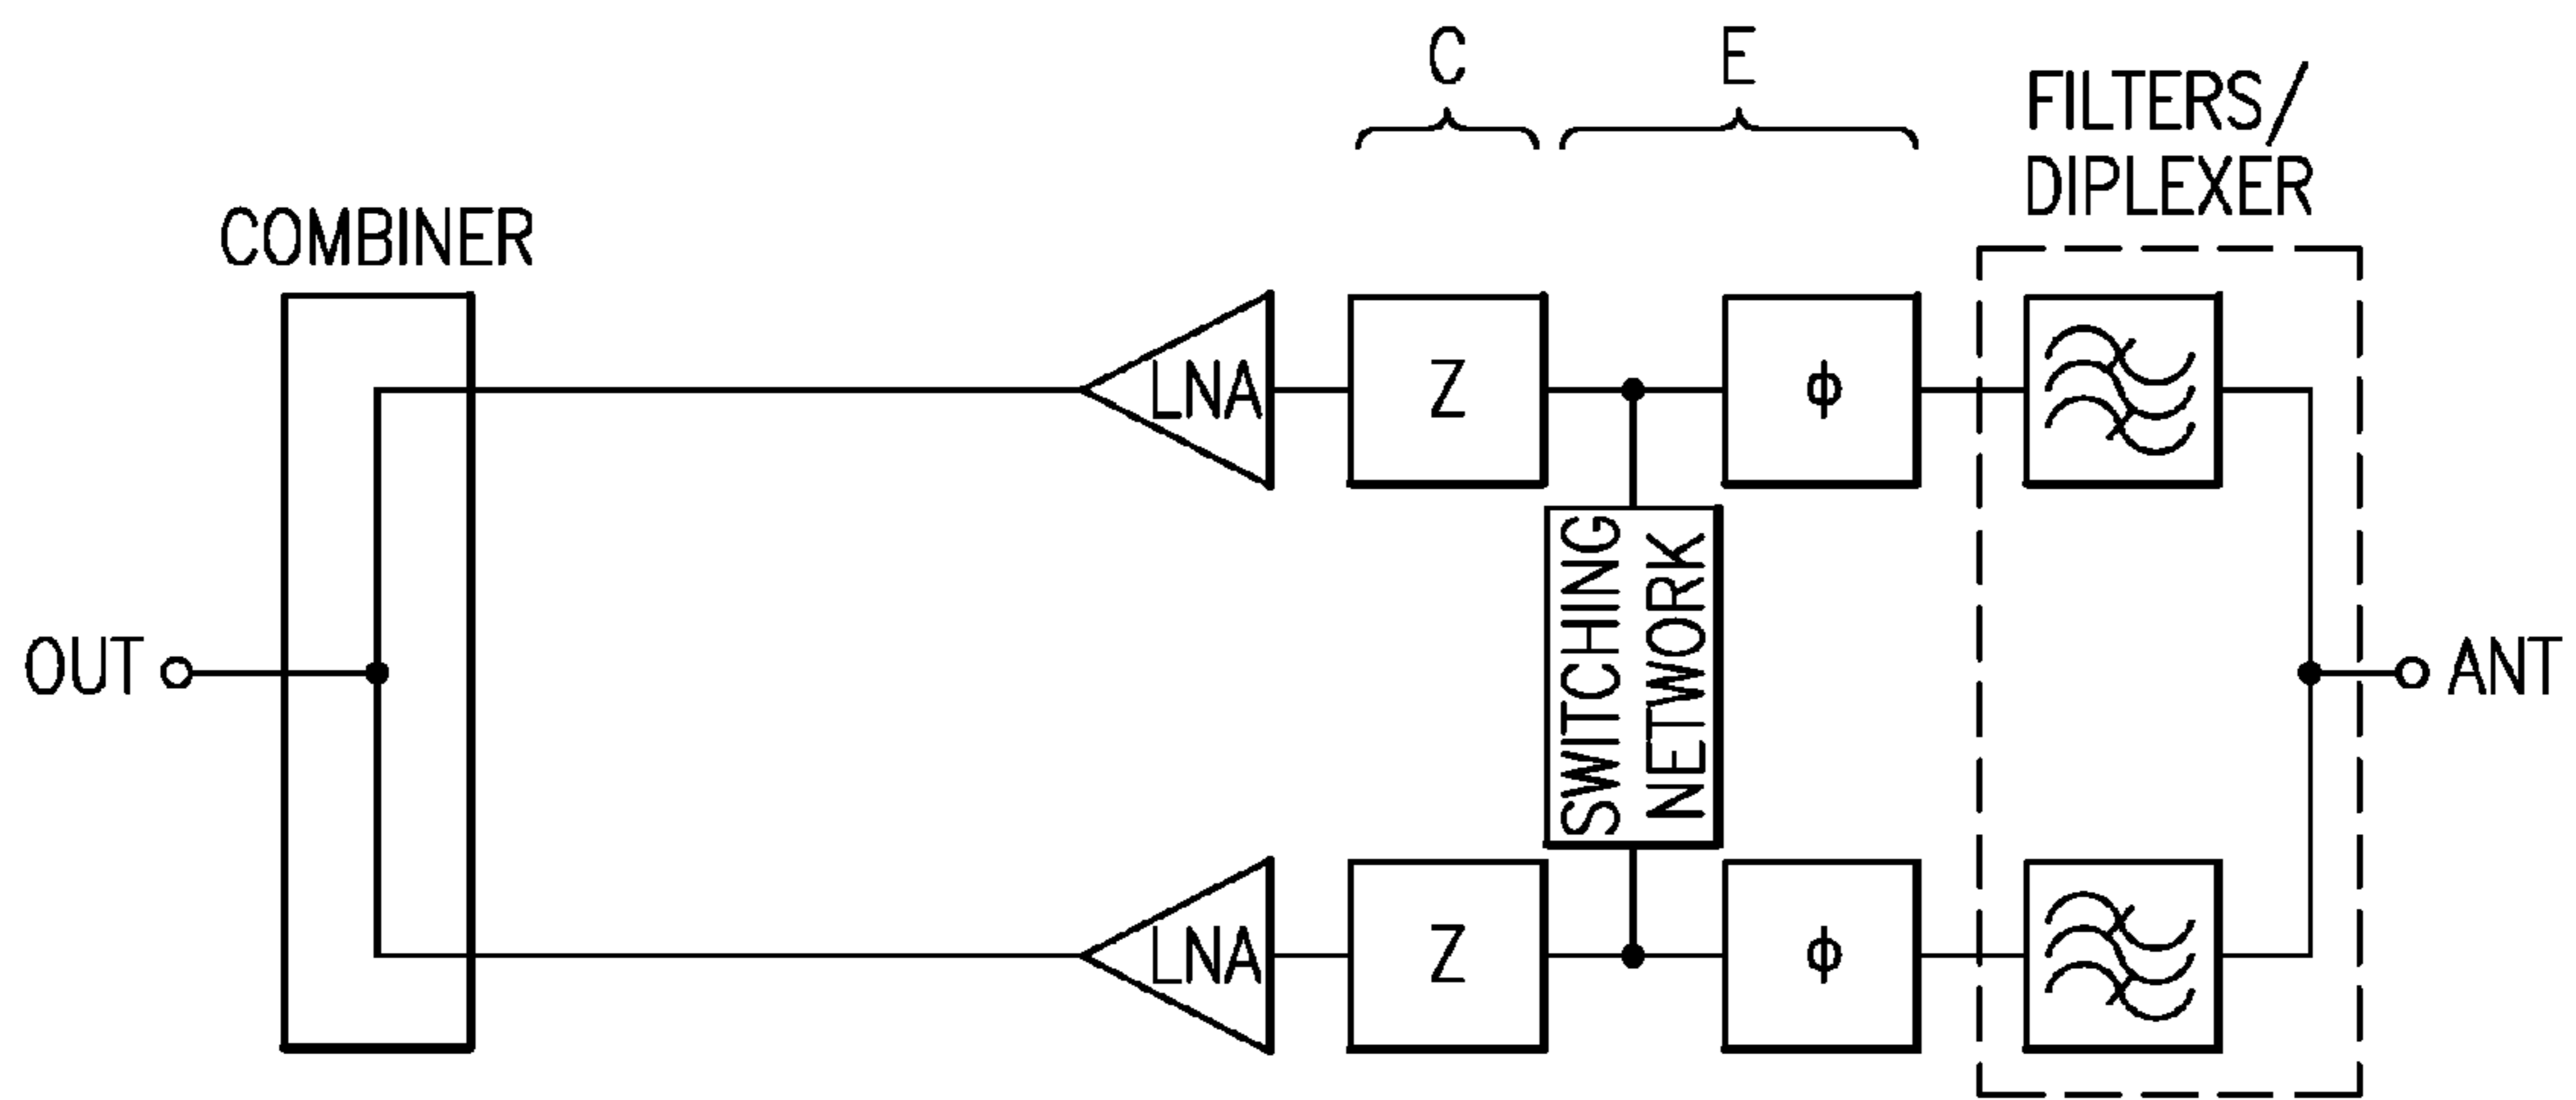 C
E
FILTERS/
DIPLEXER
COMBINER
LNA
Z
ϕ
SWITCHING
NETWORK
OUT
ANT
LNA
Z
ϕ